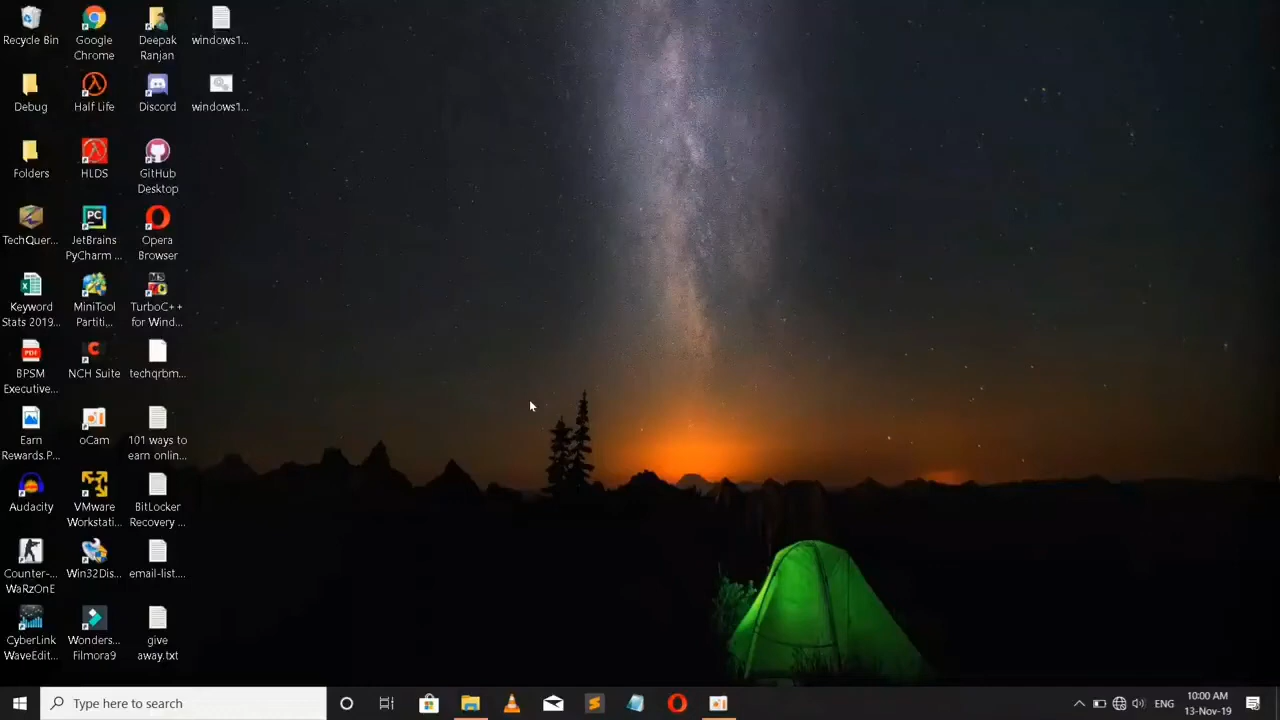 Recycle Bin
Google
Chrome
Deepak
Ranjan
windows1...
Debug
Half Life
Discord
windows1...
Folders
HLDS
GitHub
Desktop
TechQuer...
PC
JetBrains
PyCharm ...
Opera
Browser
Keyword
Stats 2019...
MiniTool
Partiti...
TurboC++
for Wind...
PDF
BPSM
Executive...
NCH Suite
techqrbm...
Earn
Rewards.P...
oCam
101 ways to
earn onlin...
Audacity
VMware
Workstati...
BitLocker
Recovery ...
Counter-...
WaRzOnE
Win32Dis...
email-list....
CyberLink
WaveEdit...
Wonders...
Filmora9
give
away.txt
Type here to search
ENG
10:00 AM
13-Nov-19